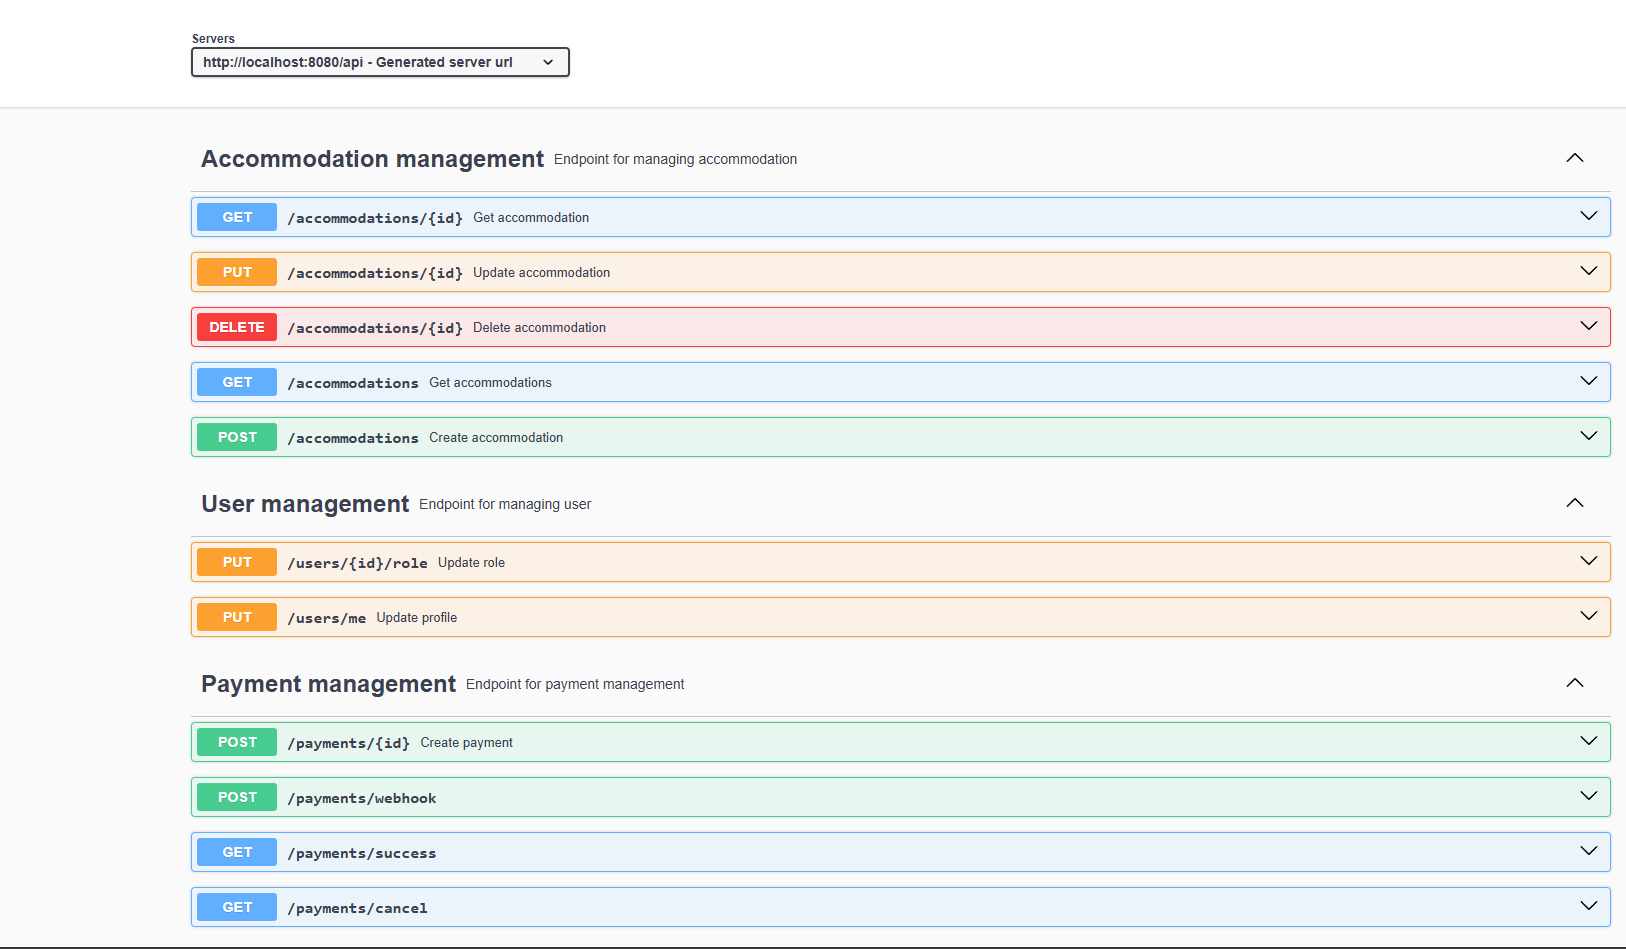 Servers
http://localhost:8080/api - Generated server url
Accommodation management Endpoint for managing accommodation
GET /accommodations/{id} Get accommodation
PUT /accommodations/{id} Update accommodation
DELETE /accommodations/{id} Delete accommodation
GET /accommodations Get accommodations
POST /accommodations Create accommodation
User management Endpoint for managing user
PUT /users/{id}/role Update role
PUT /users/me Update profile
Payment management Endpoint for payment management
POST /payments/{id} Create payment
POST /payments/webhook
GET /payments/success
GET /payments/cancel